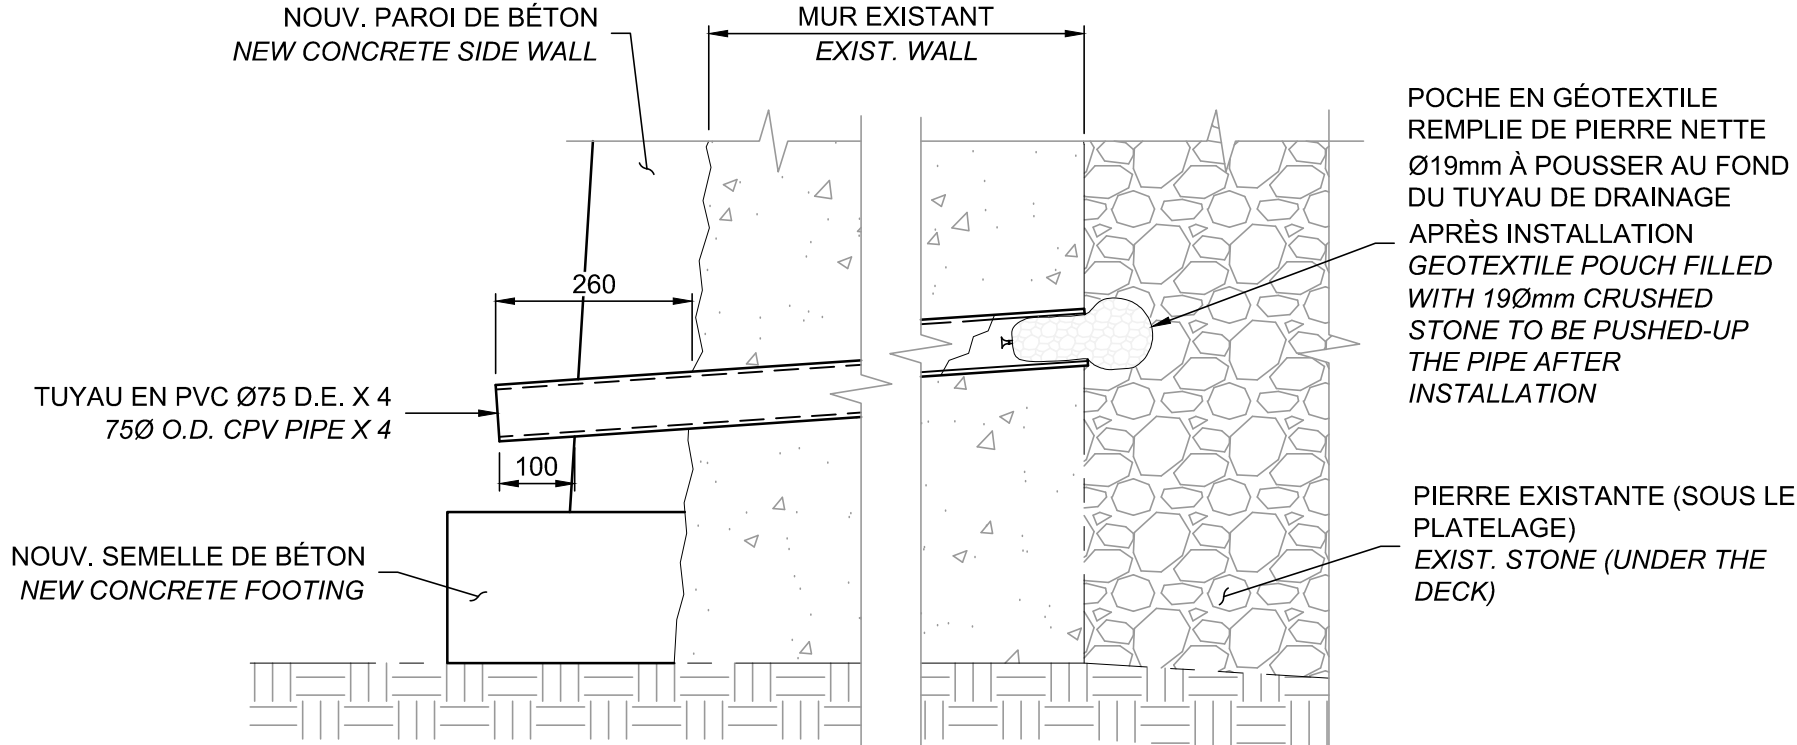 NOUV. PAROI DE BÉTON
NEW CONCRETE SIDE WALL
MUR EXISTANT
EXIST. WALL
POCHE EN GÉOTEXTILE
REMPLIE DE PIERRE NETTE
Ø19mm À POUSSER AU FOND
DU TUYAU DE DRAINAGE
APRÈS INSTALLATION
GEOTEXTILE POUCH FILLED
WITH 19Ømm CRUSHED
STONE TO BE PUSHED-UP
THE PIPE AFTER
INSTALLATION
260
TUYAU EN PVC Ø75 D.E. X 4
75Ø O.D. CPV PIPE X 4
100
NOUV. SEMELLE DE BÉTON
NEW CONCRETE FOOTING
PIERRE EXISTANTE (SOUS LE
PLATELAGE)
EXIST. STONE (UNDER THE
DECK)